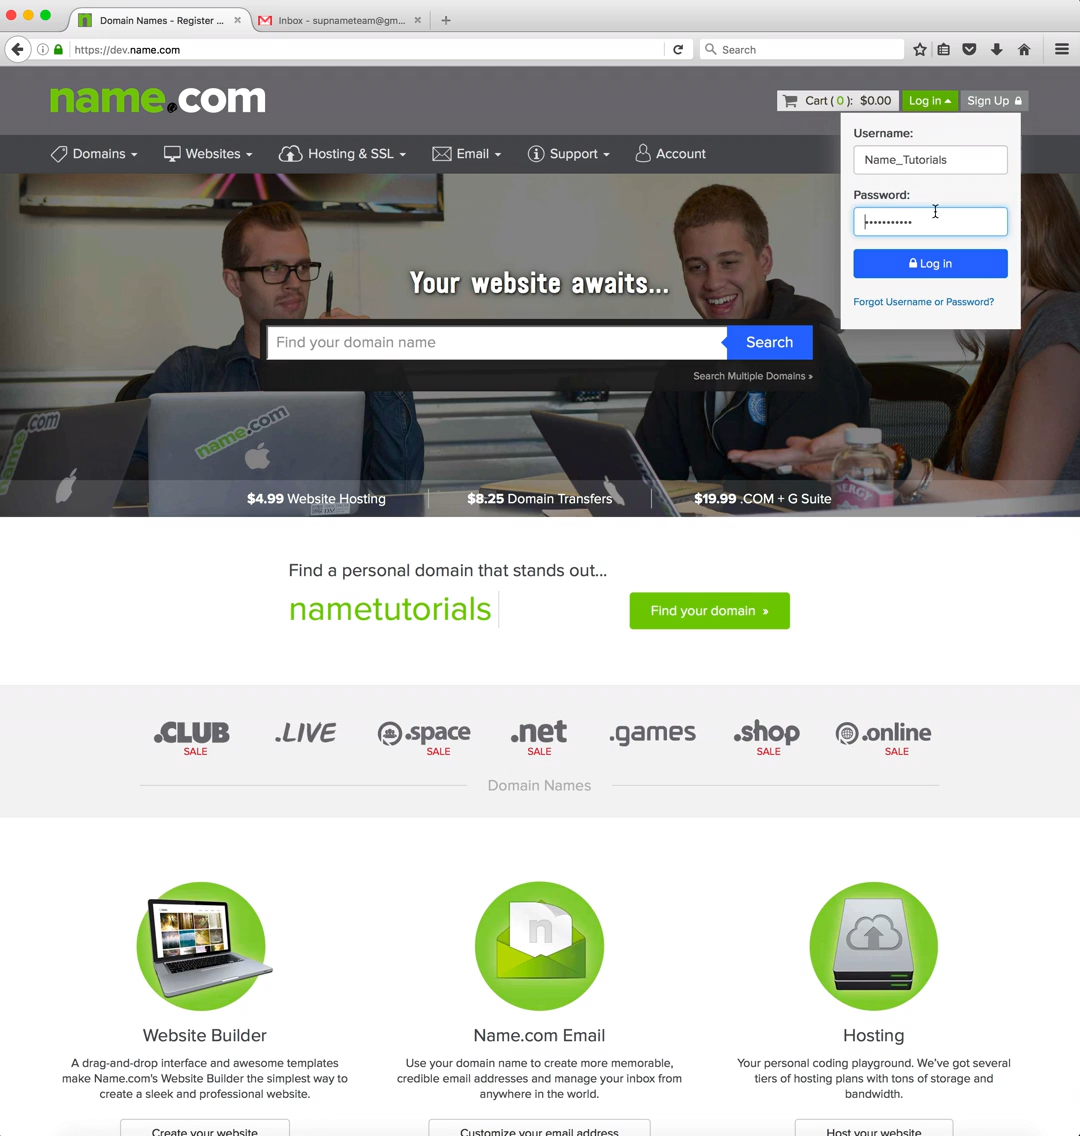 Domain Names - Register ...
Inbox - supnameteam@gm...
https://dev.name.com
Search
name.com
Cart ( 0 ): $0.00
Log in
Sign Up
Domains
Websites
Hosting & SSL
Email
Support
Account
Username:
Name_Tutorials
Password:
Log in
Forgot Username or Password?
Your website awaits...
Find your domain name
Search
Search Multiple Domains »
name.com
$4.99 Website Hosting
$8.25 Domain Transfers
$19.99 .COM + G Suite
Find a personal domain that stands out...
nametutorials
Find your domain »
.CLUB
SALE
.LIVE
.space
SALE
.net
SALE
.games
.shop
SALE
.online
SALE
Domain Names
n
Website Builder
A drag-and-drop interface and awesome templates
make Name.com's Website Builder the simplest way to
create a sleek and professional website.
Create your website
Name.com Email
Use your domain name to create more memorable,
credible email addresses and manage your inbox from
anywhere in the world.
Customize your email address
Hosting
Your personal coding playground. We've got several
tiers of hosting plans with tons of storage and
bandwidth.
Host your website